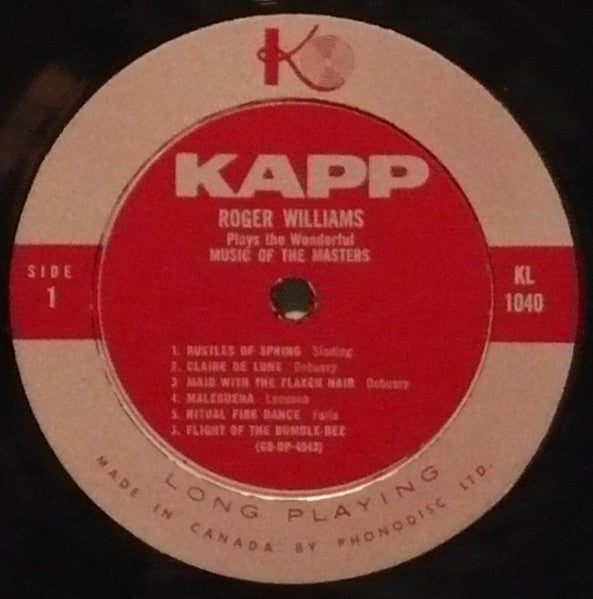 K
KAPP
ROGER WILLIAMS
Plays the Wonderful
MUSIC OF THE MASTERS
SIDE
1
KL
1040
1. RUSTLES OF SPRING Sinding
2. CLAIRE DE LUNE Debussy
3 MAID WITH THE FLAXEN HAIR Debussy
4. MALEGUENA Lecuona
5. RITUAL FIRE DANCE Falla
3. FLIGHT OF THE BUMBLE-BEE
LONG PLAYING
MADE IN CANADA BY PHONODISC LTD.